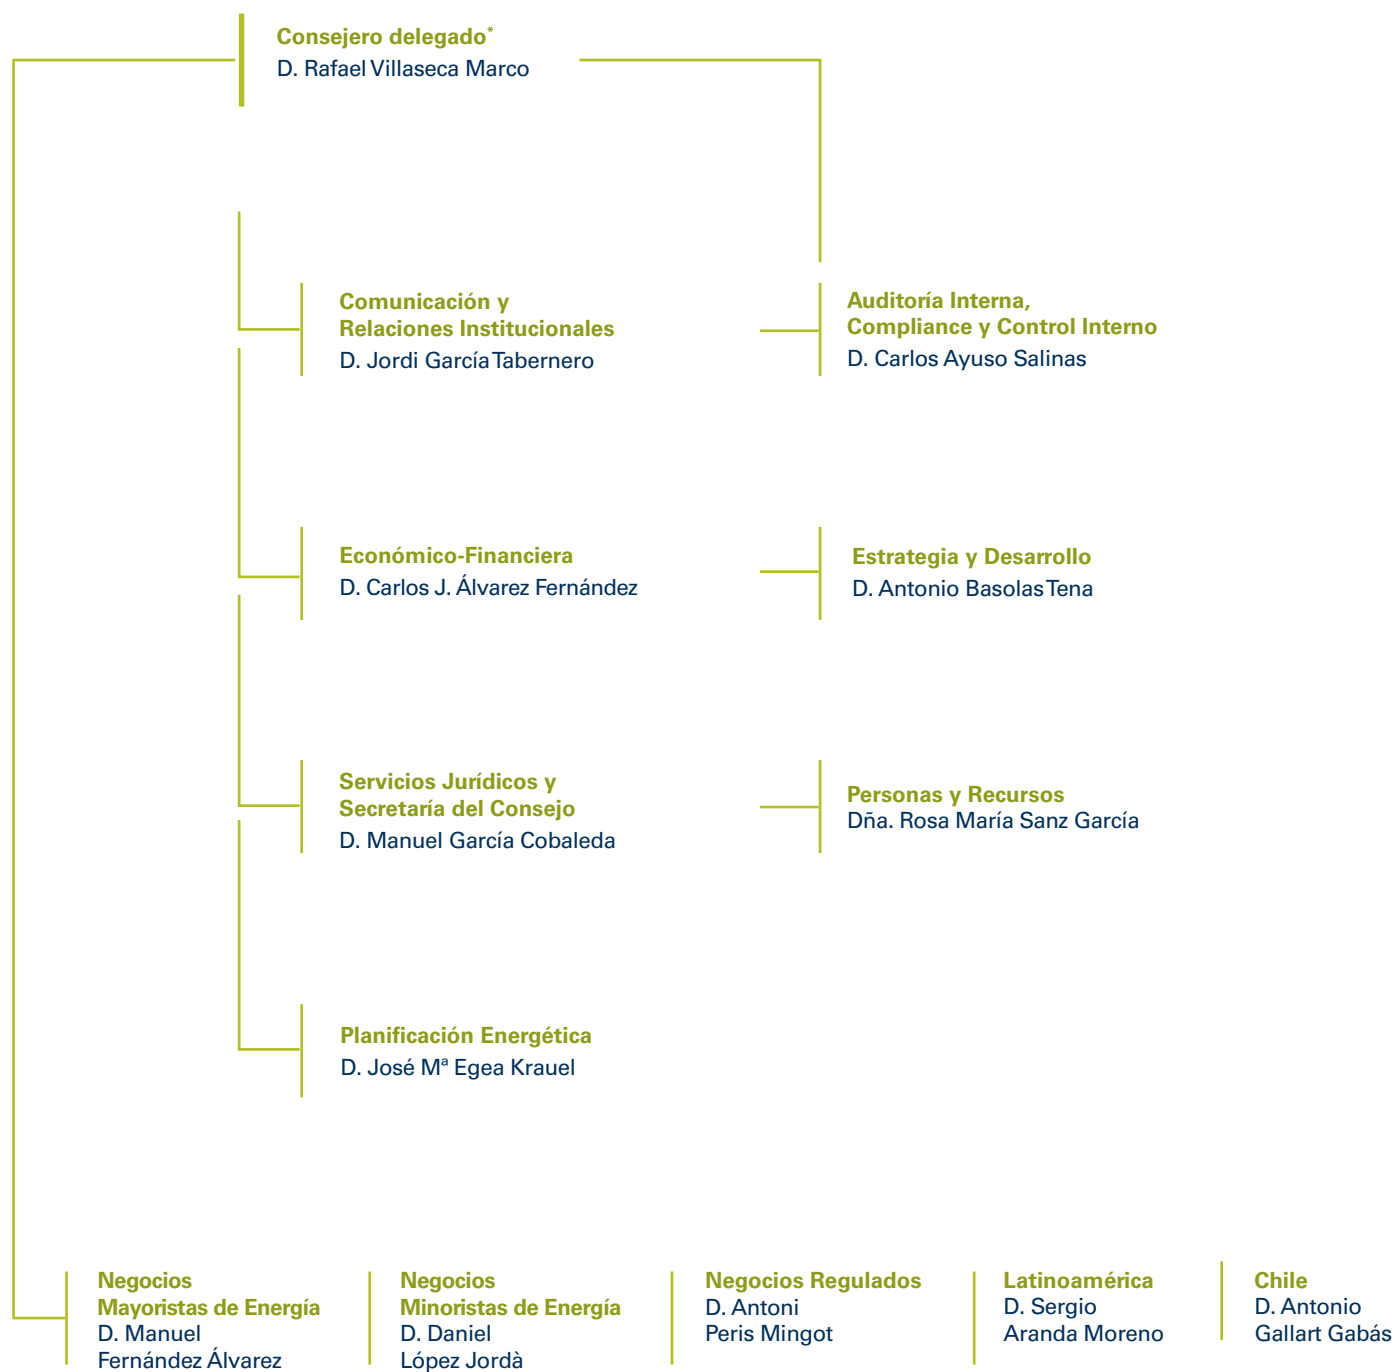 Consejero delegado*
D. Rafael Villaseca Marco
Comunicación y
Relaciones Institucionales
D. Jordi García Tabernero
Auditoría Interna,
Compliance y Control Interno
D. Carlos Ayuso Salinas
Económico-Financiera
D. Carlos J. Álvarez Fernández
Estrategia y Desarrollo
D. Antonio Basolas Tena
Servicios Jurídicos y
Secretaría del Consejo
D. Manuel García Cobaleda
Personas y Recursos
Dña. Rosa María Sanz García
Planificación Energética
D. José Mª Egea Krauel
Negocios
Mayoristas de Energía
D. Manuel
Fernández Álvarez
Negocios
Minoristas de Energía
D. Daniel
López Jordà
Negocios Regulados
D. Antoni
Peris Mingot
Latinoamérica
D. Sergio
Aranda Moreno
Chile
D. Antonio
Gallart Gabás